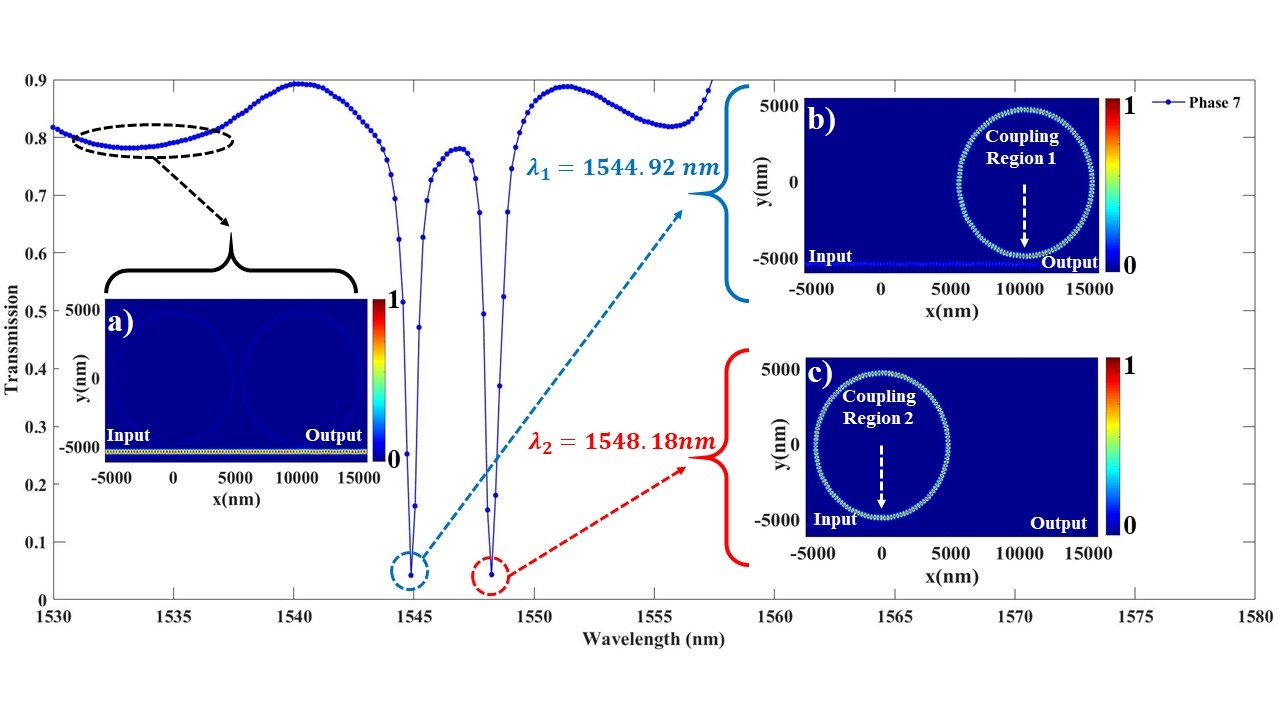 0.9
0.8
0.7
0.6
0.5
0.4
0.3
0.2
0.1
0
Transmission
1530
1535
1540
1545
1550
1555
1560
1565
1570
1575
1580
Wavelength (nm)
Phase 7
λ₁ = 1544.92 nm
λ₂ = 1548.18nm
a)
5000
0
-5000
y(nm)
Input
Output
-5000
0
5000
10000
15000
x(nm)
1
0
b)
5000
0
-5000
y(nm)
Coupling
Region 1
Input
Output
-5000
0
5000
10000
15000
x(nm)
1
0
c)
5000
0
-5000
y(nm)
Coupling
Region 2
Input
Output
-5000
0
5000
10000
15000
x(nm)
1
0